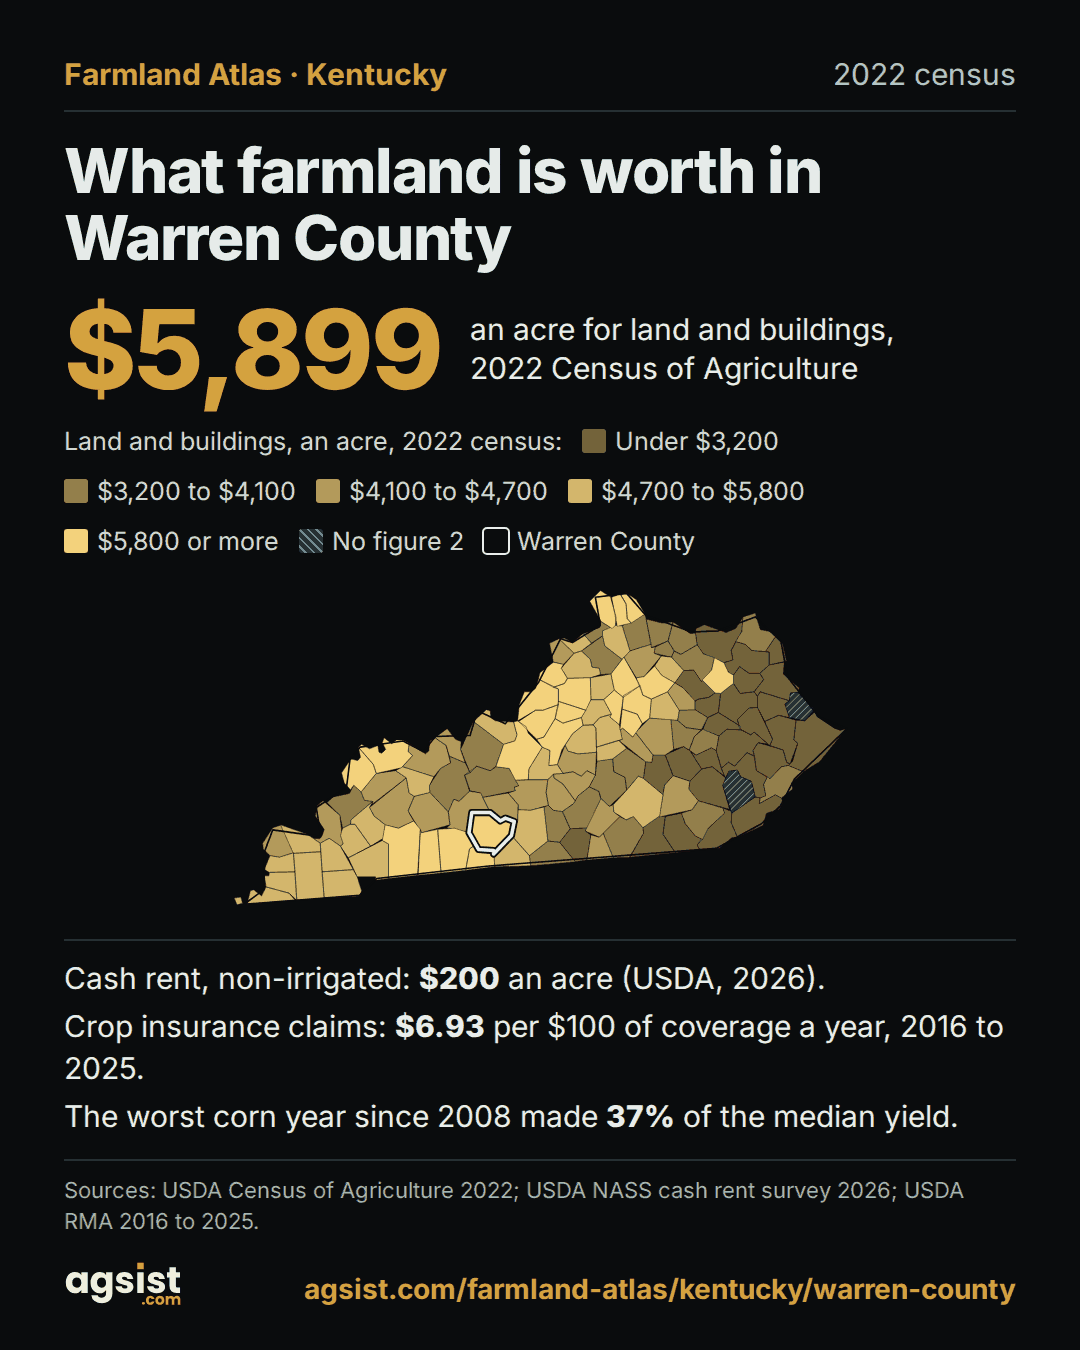 Farmland Atlas · Kentucky
2022 census
What farmland is worth in
Warren County
$5,899
an acre for land and buildings,
2022 Census of Agriculture
Land and buildings, an acre, 2022 census: Under $3,200
$3,200 to $4,100 $4,100 to $4,700 $4,700 to $5,800
$5,800 or more No figure 2 Warren County
Cash rent, non-irrigated: $200 an acre (USDA, 2026).
Crop insurance claims: $6.93 per $100 of coverage a year, 2016 to
2025.
The worst corn year since 2008 made 37% of the median yield.
Sources: USDA Census of Agriculture 2022; USDA NASS cash rent survey 2026; USDA
RMA 2016 to 2025.
agsist
.com
agsist.com/farmland-atlas/kentucky/warren-county